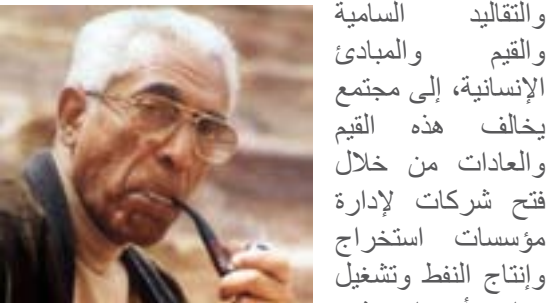 والتقاليد السامية
والقيم والمبادئ
الإنسانية، إلى مجتمع
يخالف هذه القيم
والعادات من خلال
فتح شركات لإدارة
مؤسسات استخراج
وإنتاج النفط وتشغيل